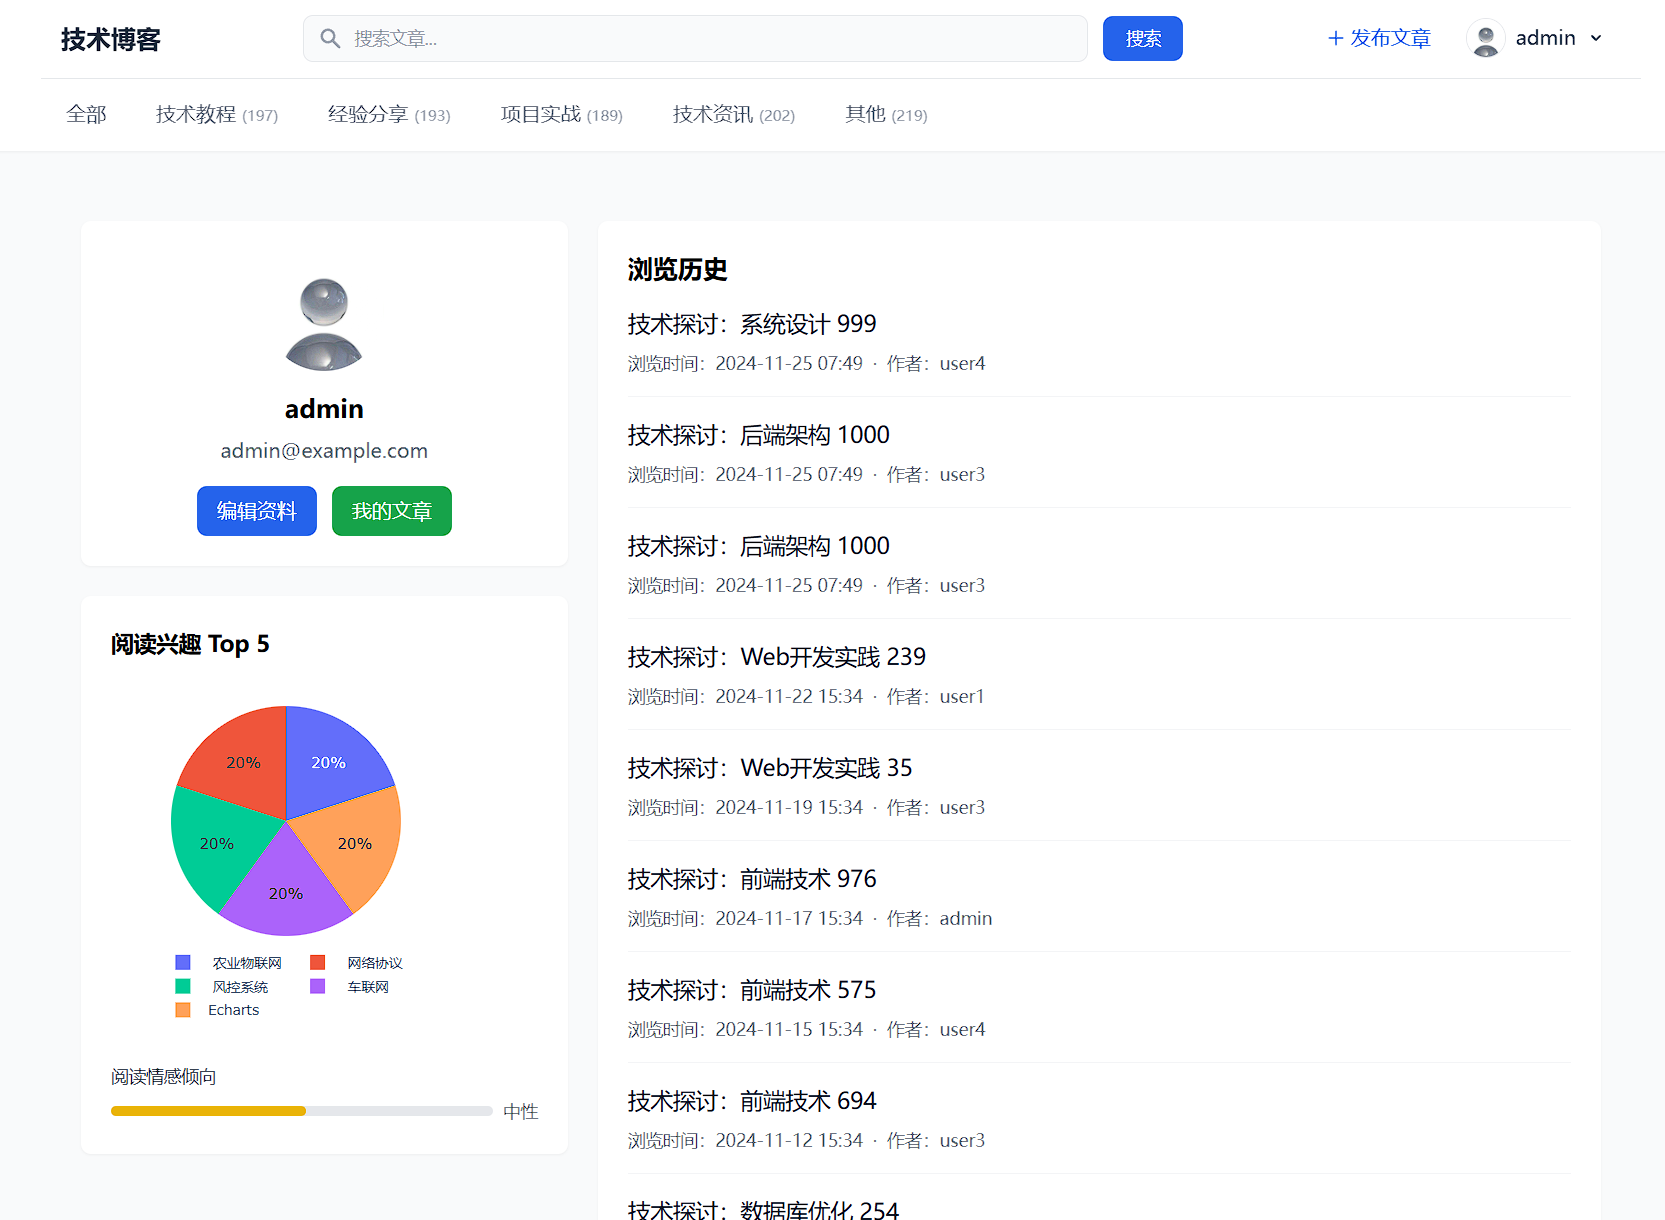 技术博客
搜索文章...
搜索
+ 发布文章
admin
全部
技术教程 (197)
经验分享 (193)
项目实战 (189)
技术资讯 (202)
其他 (219)
admin
admin@example.com
编辑资料
我的文章
阅读兴趣 Top 5
20%
20%
20%
20%
20%
农业物联网
网络协议
风控系统
车联网
Echarts
阅读情感倾向
中性
浏览历史
技术探讨：系统设计 999
浏览时间：2024-11-25 07:49 · 作者：user4
技术探讨：后端架构 1000
浏览时间：2024-11-25 07:49 · 作者：user3
技术探讨：后端架构 1000
浏览时间：2024-11-25 07:49 · 作者：user3
技术探讨：Web开发实践 239
浏览时间：2024-11-22 15:34 · 作者：user1
技术探讨：Web开发实践 35
浏览时间：2024-11-19 15:34 · 作者：user3
技术探讨：前端技术 976
浏览时间：2024-11-17 15:34 · 作者：admin
技术探讨：前端技术 575
浏览时间：2024-11-15 15:34 · 作者：user4
技术探讨：前端技术 694
浏览时间：2024-11-12 15:34 · 作者：user3
技术探讨：数据库优化 254